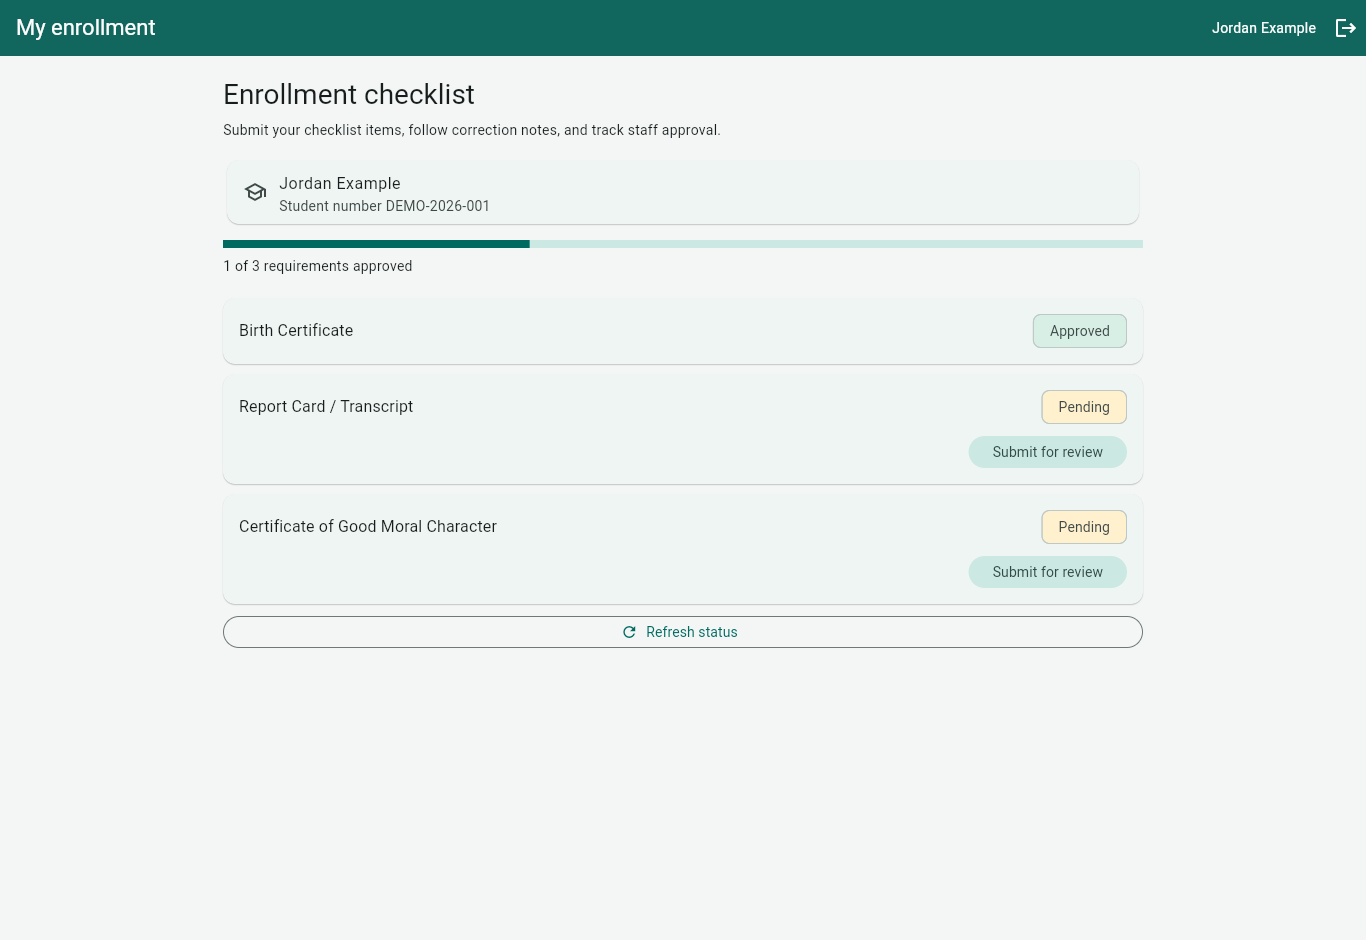 My enrollment
Jordan Example
Enrollment checklist
Submit your checklist items, follow correction notes, and track staff approval.
Jordan Example
Student number DEMO-2026-001
1 of 3 requirements approved
Birth Certificate
Approved
Report Card / Transcript
Pending
Submit for review
Certificate of Good Moral Character
Pending
Submit for review
Refresh status